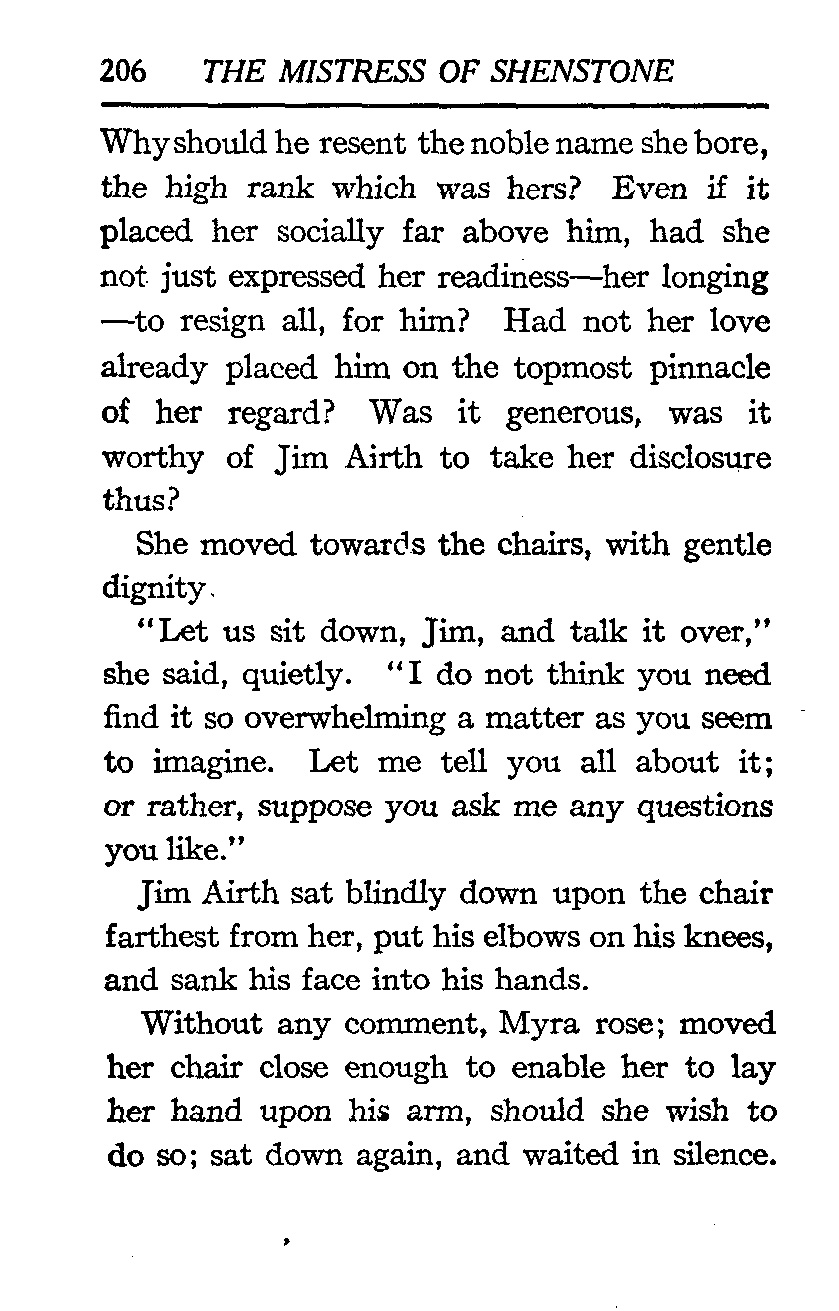 206 THE MISTRESS OF SHENSTONE
Why should he resent the noble name she bore,
the high rank which was hers? Even if it
placed her socially far above him, had she
not just expressed her readiness—her longing
—to resign all, for him? Had not her love
already placed him on the topmost pinnacle
of her regard? Was it generous, was it
worthy of Jim Airth to take her disclosure
thus?
She moved towards the chairs, with gentle
dignity.
"Let us sit down, Jim, and talk it over,"
she said, quietly. "I do not think you need
find it so overwhelming a matter as you seem
to imagine. Let me tell you all about it;
or rather, suppose you ask me any questions
you like."
Jim Airth sat blindly down upon the chair
farthest from her, put his elbows on his knees,
and sank his face into his hands.
Without any comment, Myra rose; moved
her chair close enough to enable her to lay
her hand upon his arm, should she wish to
do so; sat down again, and waited in silence.